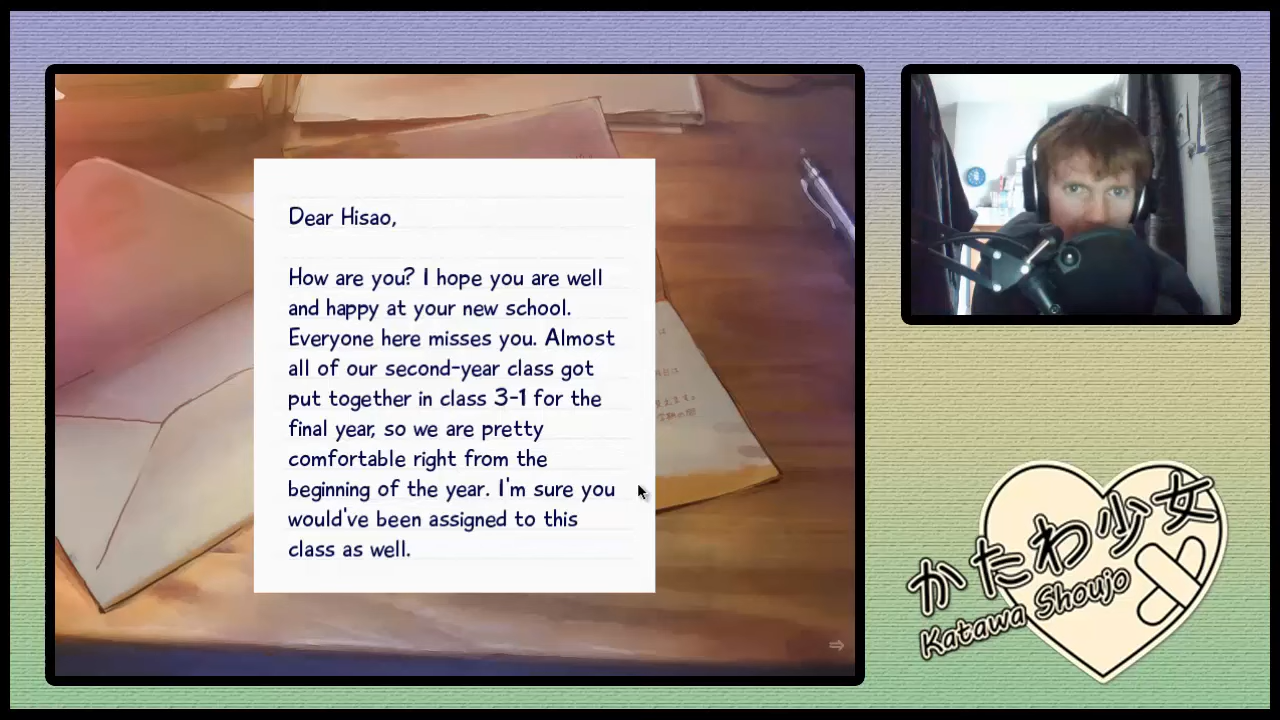 Dear Hisao,
How are you? I hope you are well
and happy at your new school.
Everyone here misses you. Almost
all of our second-year class got
put together in class 3-1 for the
final year, so we are pretty
comfortable right from the
beginning of the year. I'm sure you
would've been assigned to this
class as well.
かたわ少女
Katawa Shoujo